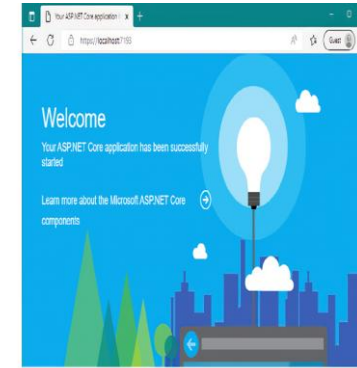 Your ASP.NET Core application
https://localhost:7155
Guest
Welcome
Your ASP.NET Core application has been successfully
started
Learn more about the Microsoft ASP.NET Core
components